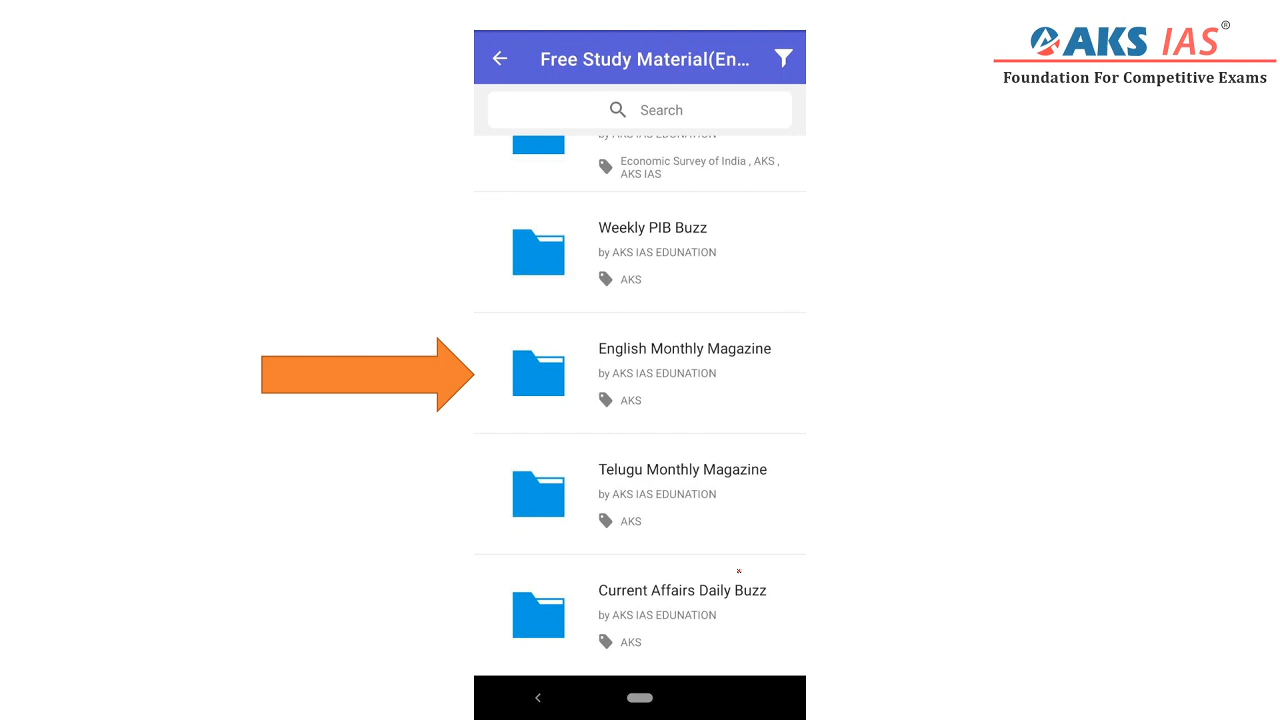 AKS IAS®
Foundation For Competitive Exams
Free Study Material(En...
Search
by AKS IAS EDUNATION
Economic Survey of India , AKS ,
AKS IAS
Weekly PIB Buzz
by AKS IAS EDUNATION
AKS
English Monthly Magazine
by AKS IAS EDUNATION
AKS
Telugu Monthly Magazine
by AKS IAS EDUNATION
AKS
Current Affairs Daily Buzz
by AKS IAS EDUNATION
AKS